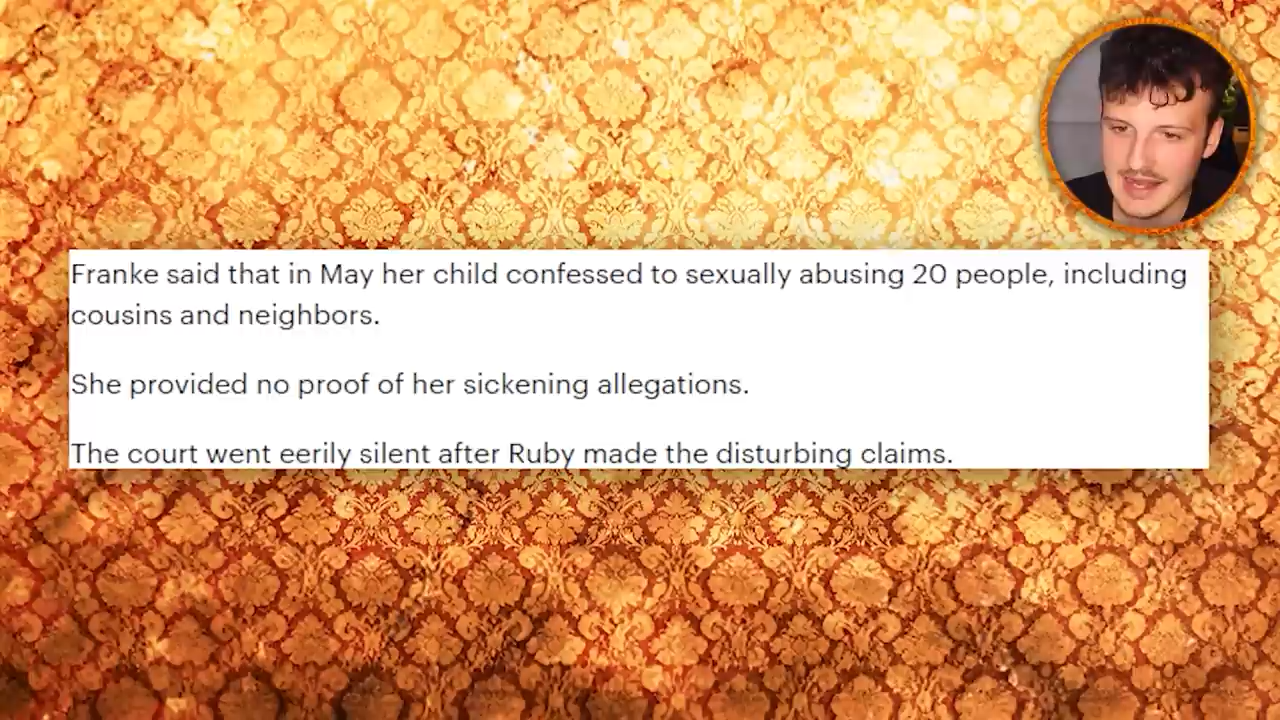 Franke said that in May her child confessed to sexually abusing 20 people, including
cousins and neighbors.
She provided no proof of her sickening allegations.
The court went eerily silent after Ruby made the disturbing claims.